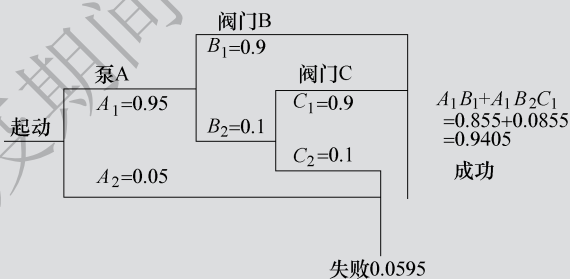 阀门B
B₁=0.9
泵A
阀门C
A₁=0.95
C₁=0.9
A₁B₁+A₁B₂C₁
=0.855+0.0855
=0.9405
起动
B₂=0.1
C₂=0.1
成功
A₂=0.05
失败0.0595
期间